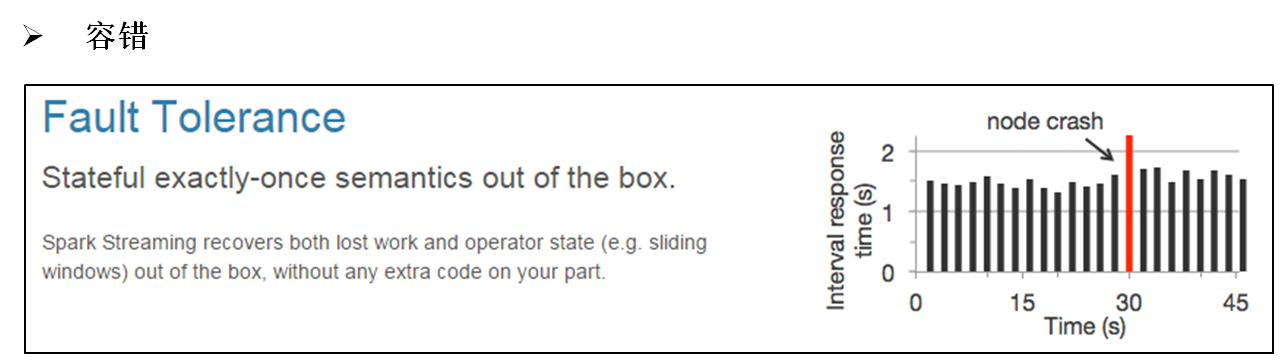 ➢ 容错
Fault Tolerance
Stateful exactly-once semantics out of the box.
Spark Streaming recovers both lost work and operator state (e.g. sliding
windows) out of the box, without any extra code on your part.
node crash
Interval response
time (s)
2
1
0
0 15 30 45
Time (s)